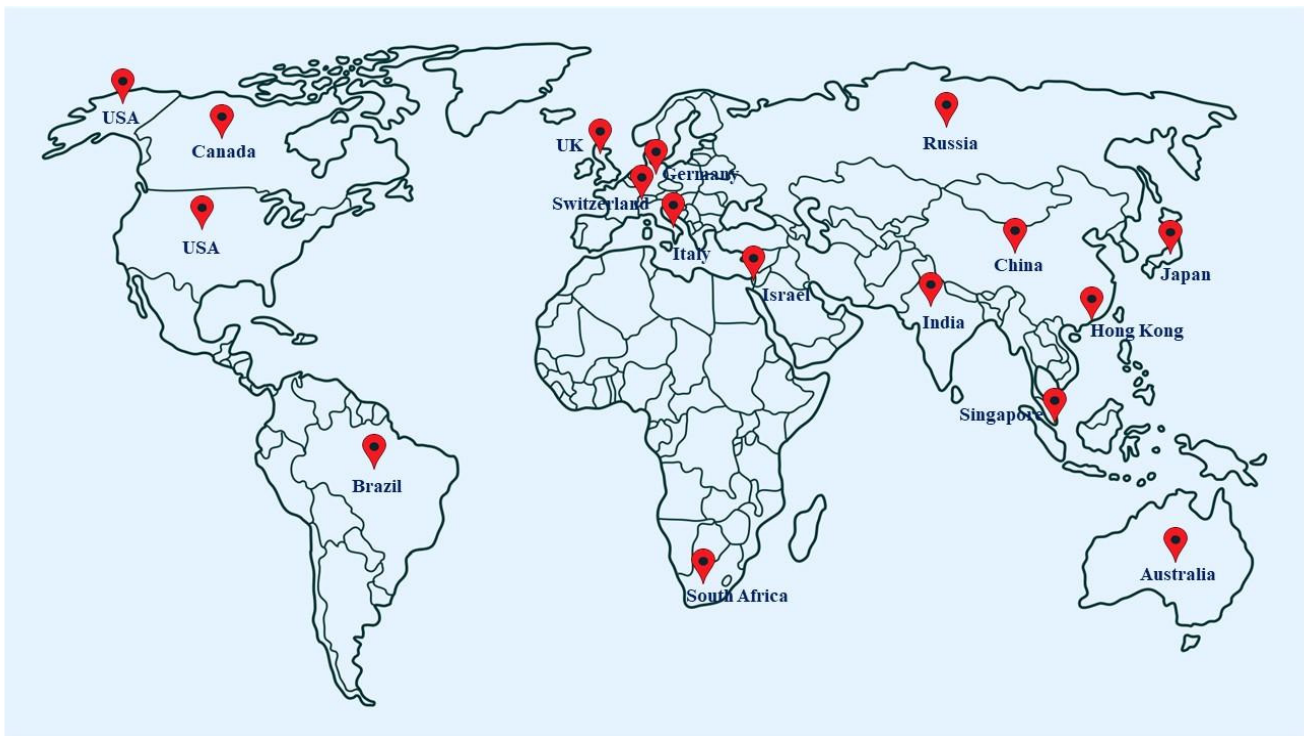 USA
Canada
UK
Russia
Germany
Switzerland
USA
Italy
China
Japan
Israel
India
Hong Kong
Singapore
Brazil
Australia
South Africa